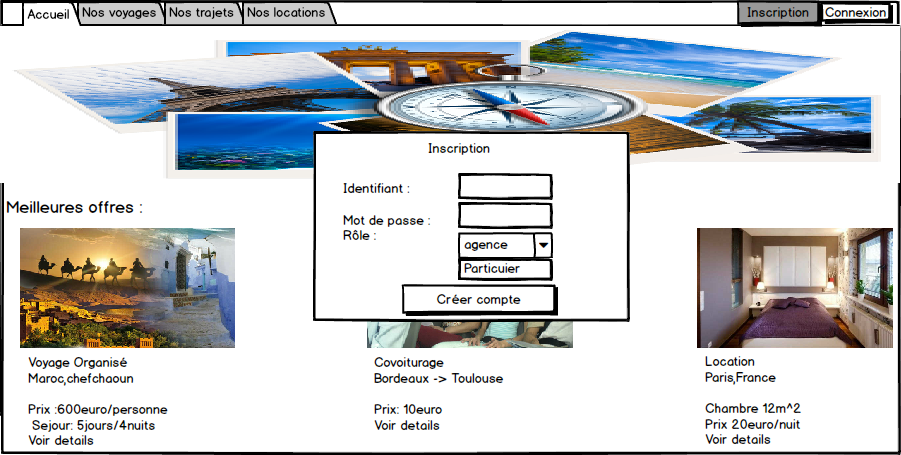 Accueil Nos voyages Nos trajets Nos locations Inscription Connexion
Inscription
Identifiant :
Mot de passe :
Rôle :
agence
Particuier
Créer compte
Meilleures offres :
Voyage Organisé
Maroc,chefchaoun
Prix :600euro/personne
Sejour: 5jours/4nuits
Voir details
Covoiturage
Bordeaux -> Toulouse
Prix: 10euro
Voir details
Location
Paris,France
Chambre 12m^2
Prix 20euro/nuit
Voir details